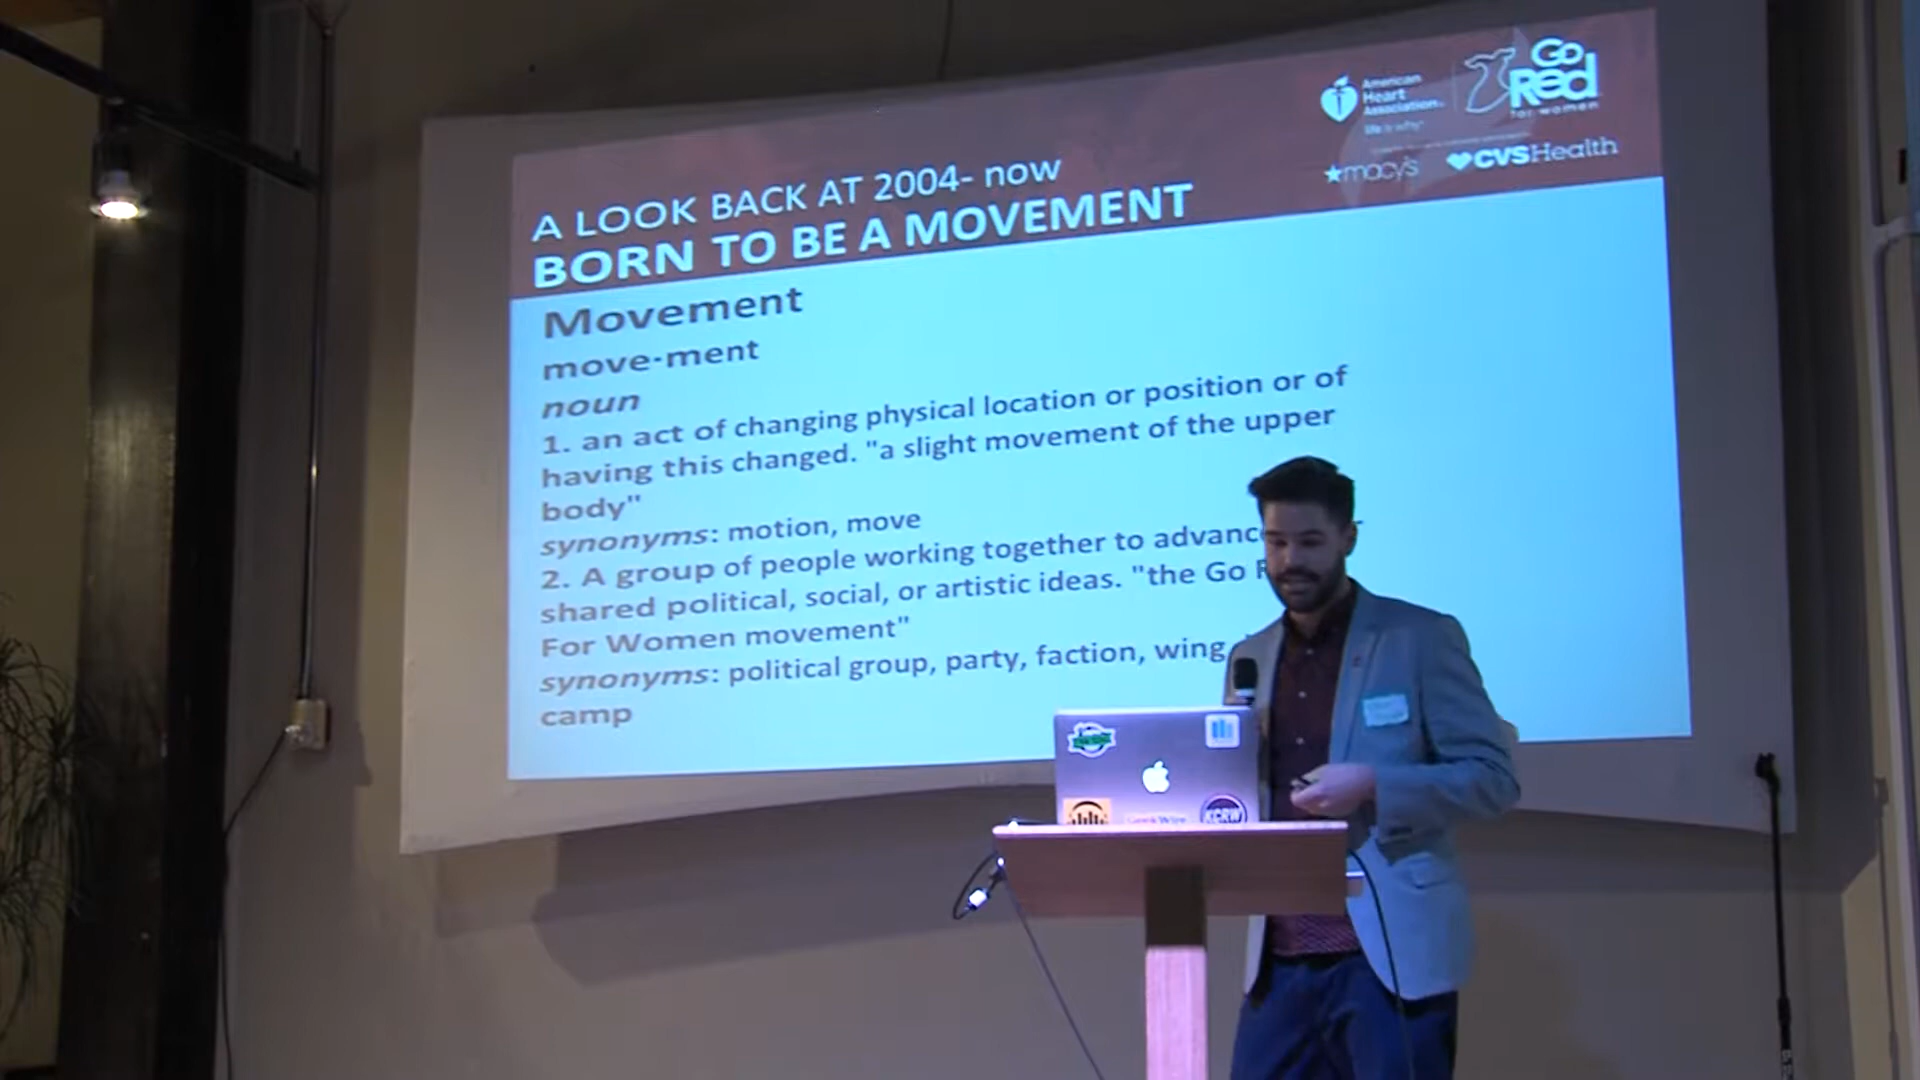 A LOOK BACK AT 2004- now
BORN TO BE A MOVEMENT
American
Heart
Association
life is why
Go
Red
for women
macy's
CVSHealth
Movement
move-ment
noun
1. an act of changing physical location or position or of
having this changed. "a slight movement of the upper
body"
synonyms: motion, move
2. A group of people working together to advance
shared political, social, or artistic ideas. "the Go
For Women movement"
synonyms: political group, party, faction, wing,
camp
GeekWire
KCRW